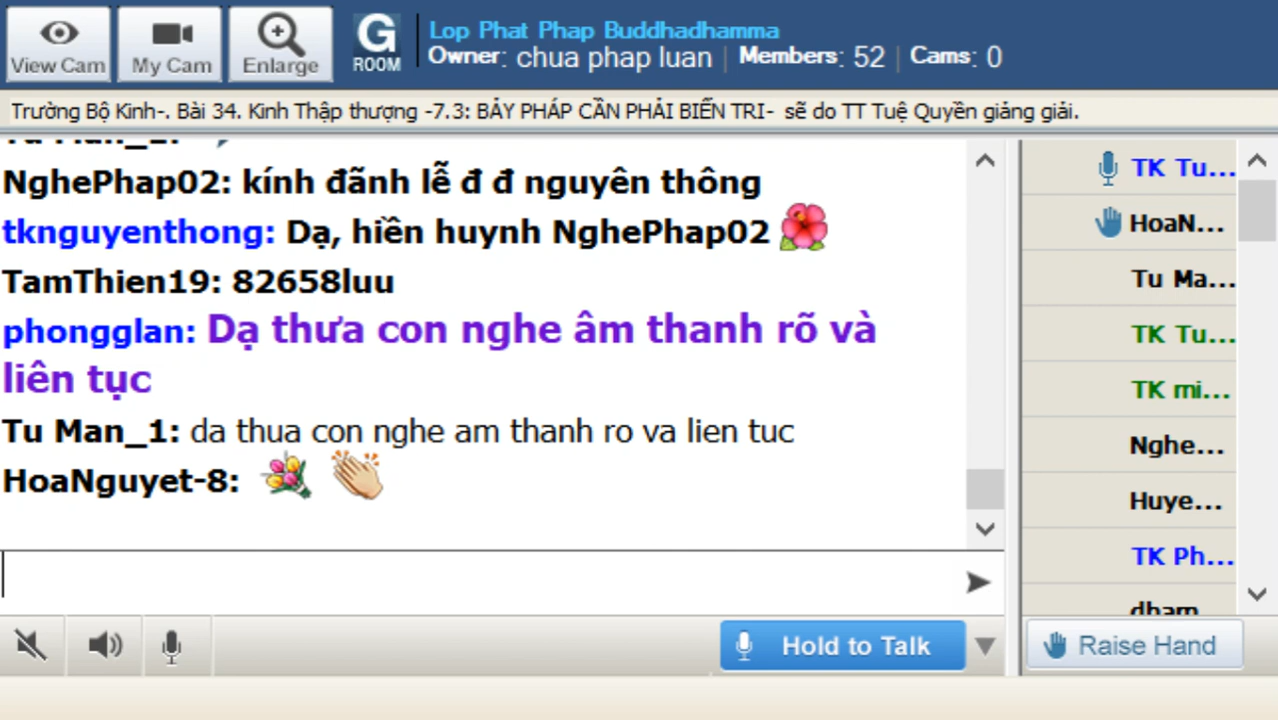 View Cam
My Cam
Enlarge
G
ROOM
Lop Phat Phap Buddhadhamma
Owner: chua phap luan | Members: 52 | Cams: 0
Trường Bộ Kinh-. Bài 34. Kinh Thập thượng -7.3: BẢY PHÁP CẦN PHẢI BIẾN TRI- sẽ do TT Tuệ Quyền giảng giải.
NghePhap02: kính đãnh lễ đ đ nguyên thông
tknguyenthong: Dạ, hiền huynh NghePhap02
TamThien19: 82658luu
phongglan: Dạ thưa con nghe âm thanh rõ và
liên tục
Tu Man_1: da thua con nghe am thanh ro va lien tuc
HoaNguyet-8:
Hold to Talk
TK Tu...
HoaN...
Tu Ma...
TK Tu...
TK mi...
Nghe...
Huye...
TK Ph...
Raise Hand